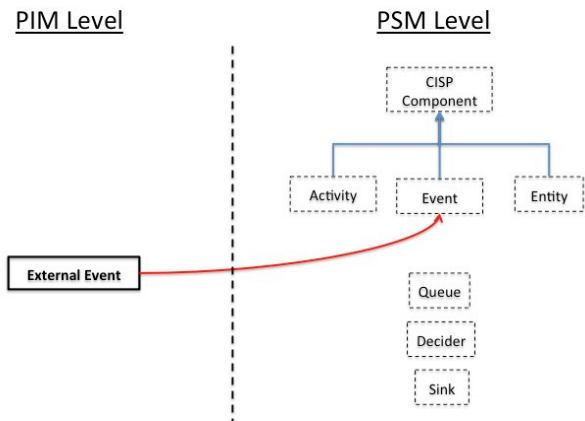 PIM Level
PSM Level
CISP
Component
Activity
Event
Entity
External Event
Queue
Decider
Sink